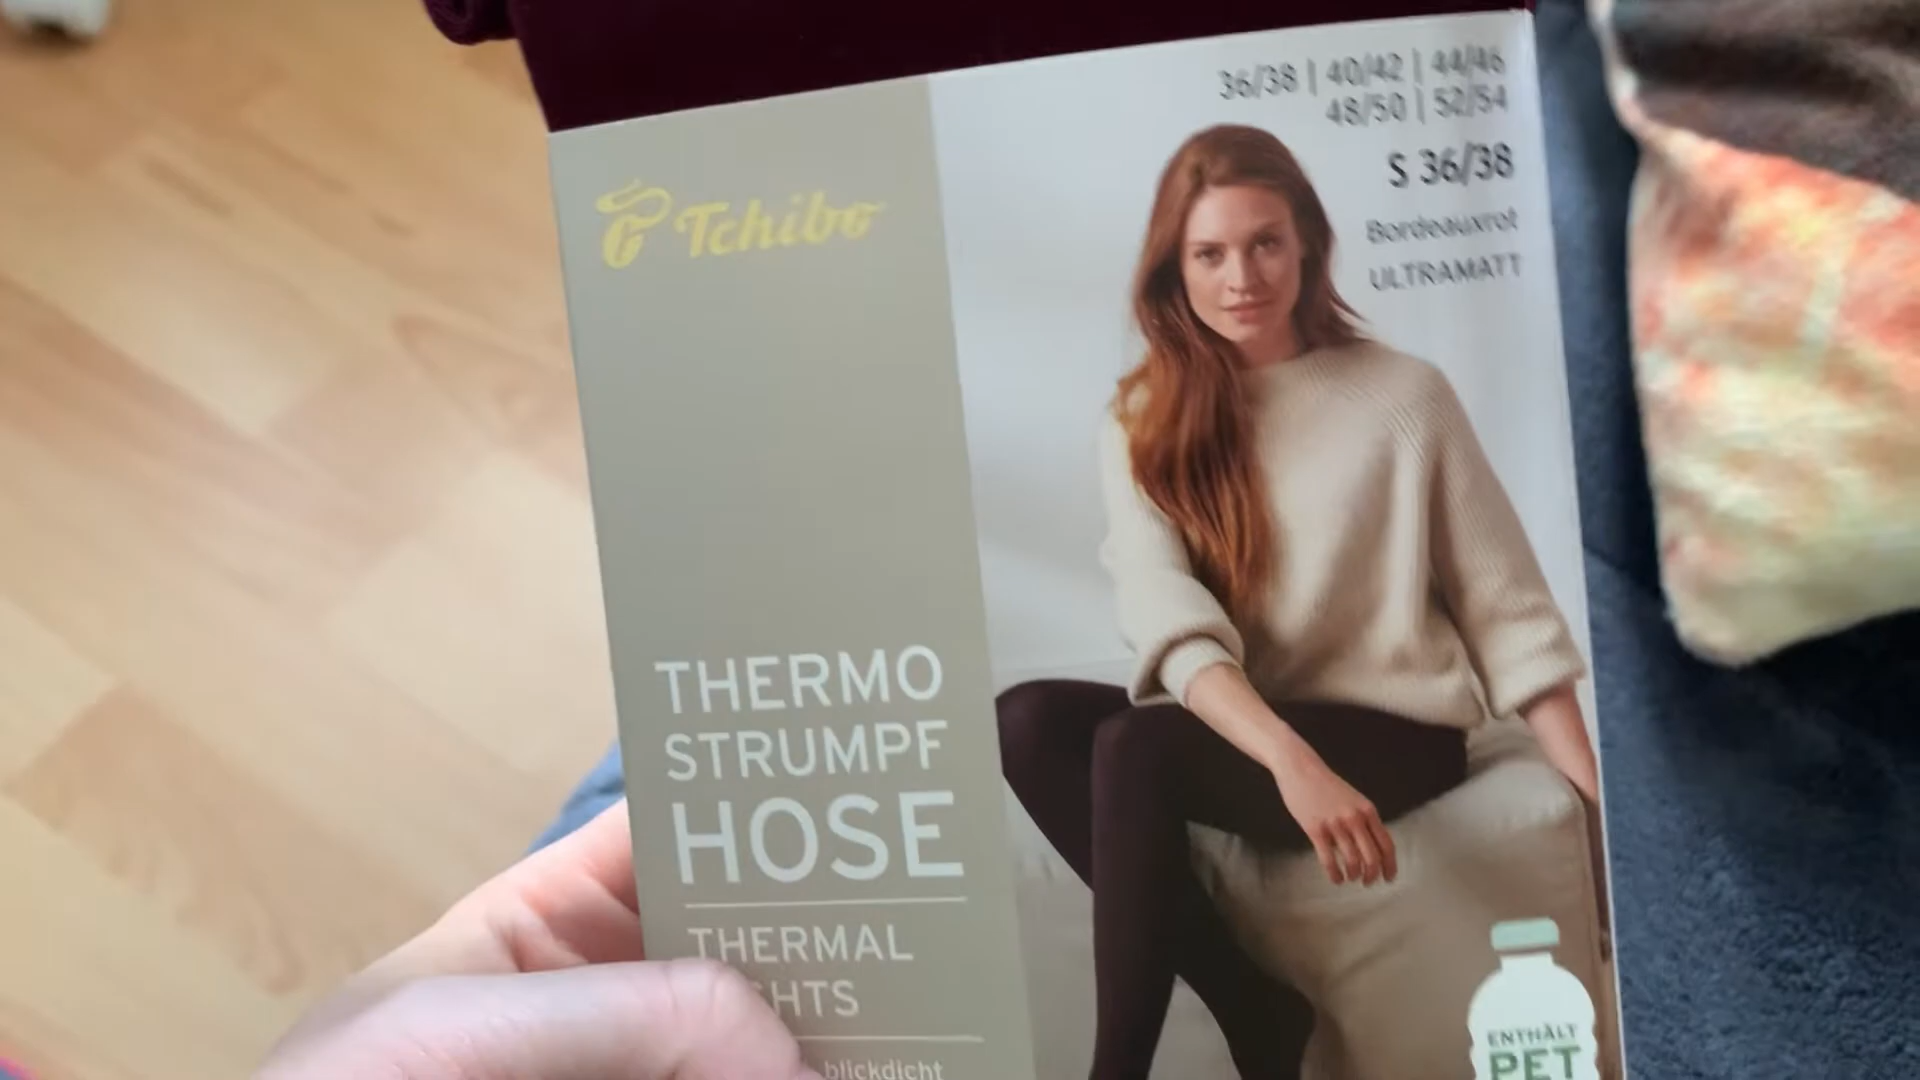 36/38 | 40/42 | 44/46
48/50 | 52/54
S 36/38
Bordeauxrot
ULTRAMATT
Tchibo
THERMO
STRUMPF
HOSE
THERMAL
blickdicht
ENTHÄLT
PET